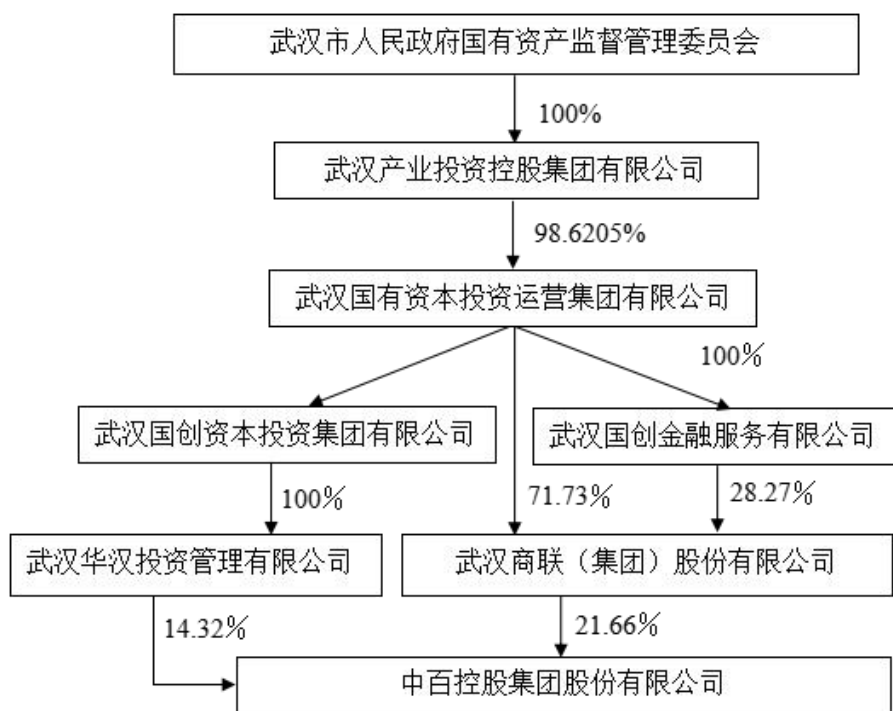 武汉市人民政府国有资产监督管理委员会
100%
武汉产业投资控股集团有限公司
98.6205%
武汉国有资本投资运营集团有限公司
100%
武汉国创资本投资集团有限公司
武汉国创金融服务有限公司
100%
71.73%
28.27%
武汉华汉投资管理有限公司
武汉商联（集团）股份有限公司
14.32%
21.66%
中百控股集团股份有限公司